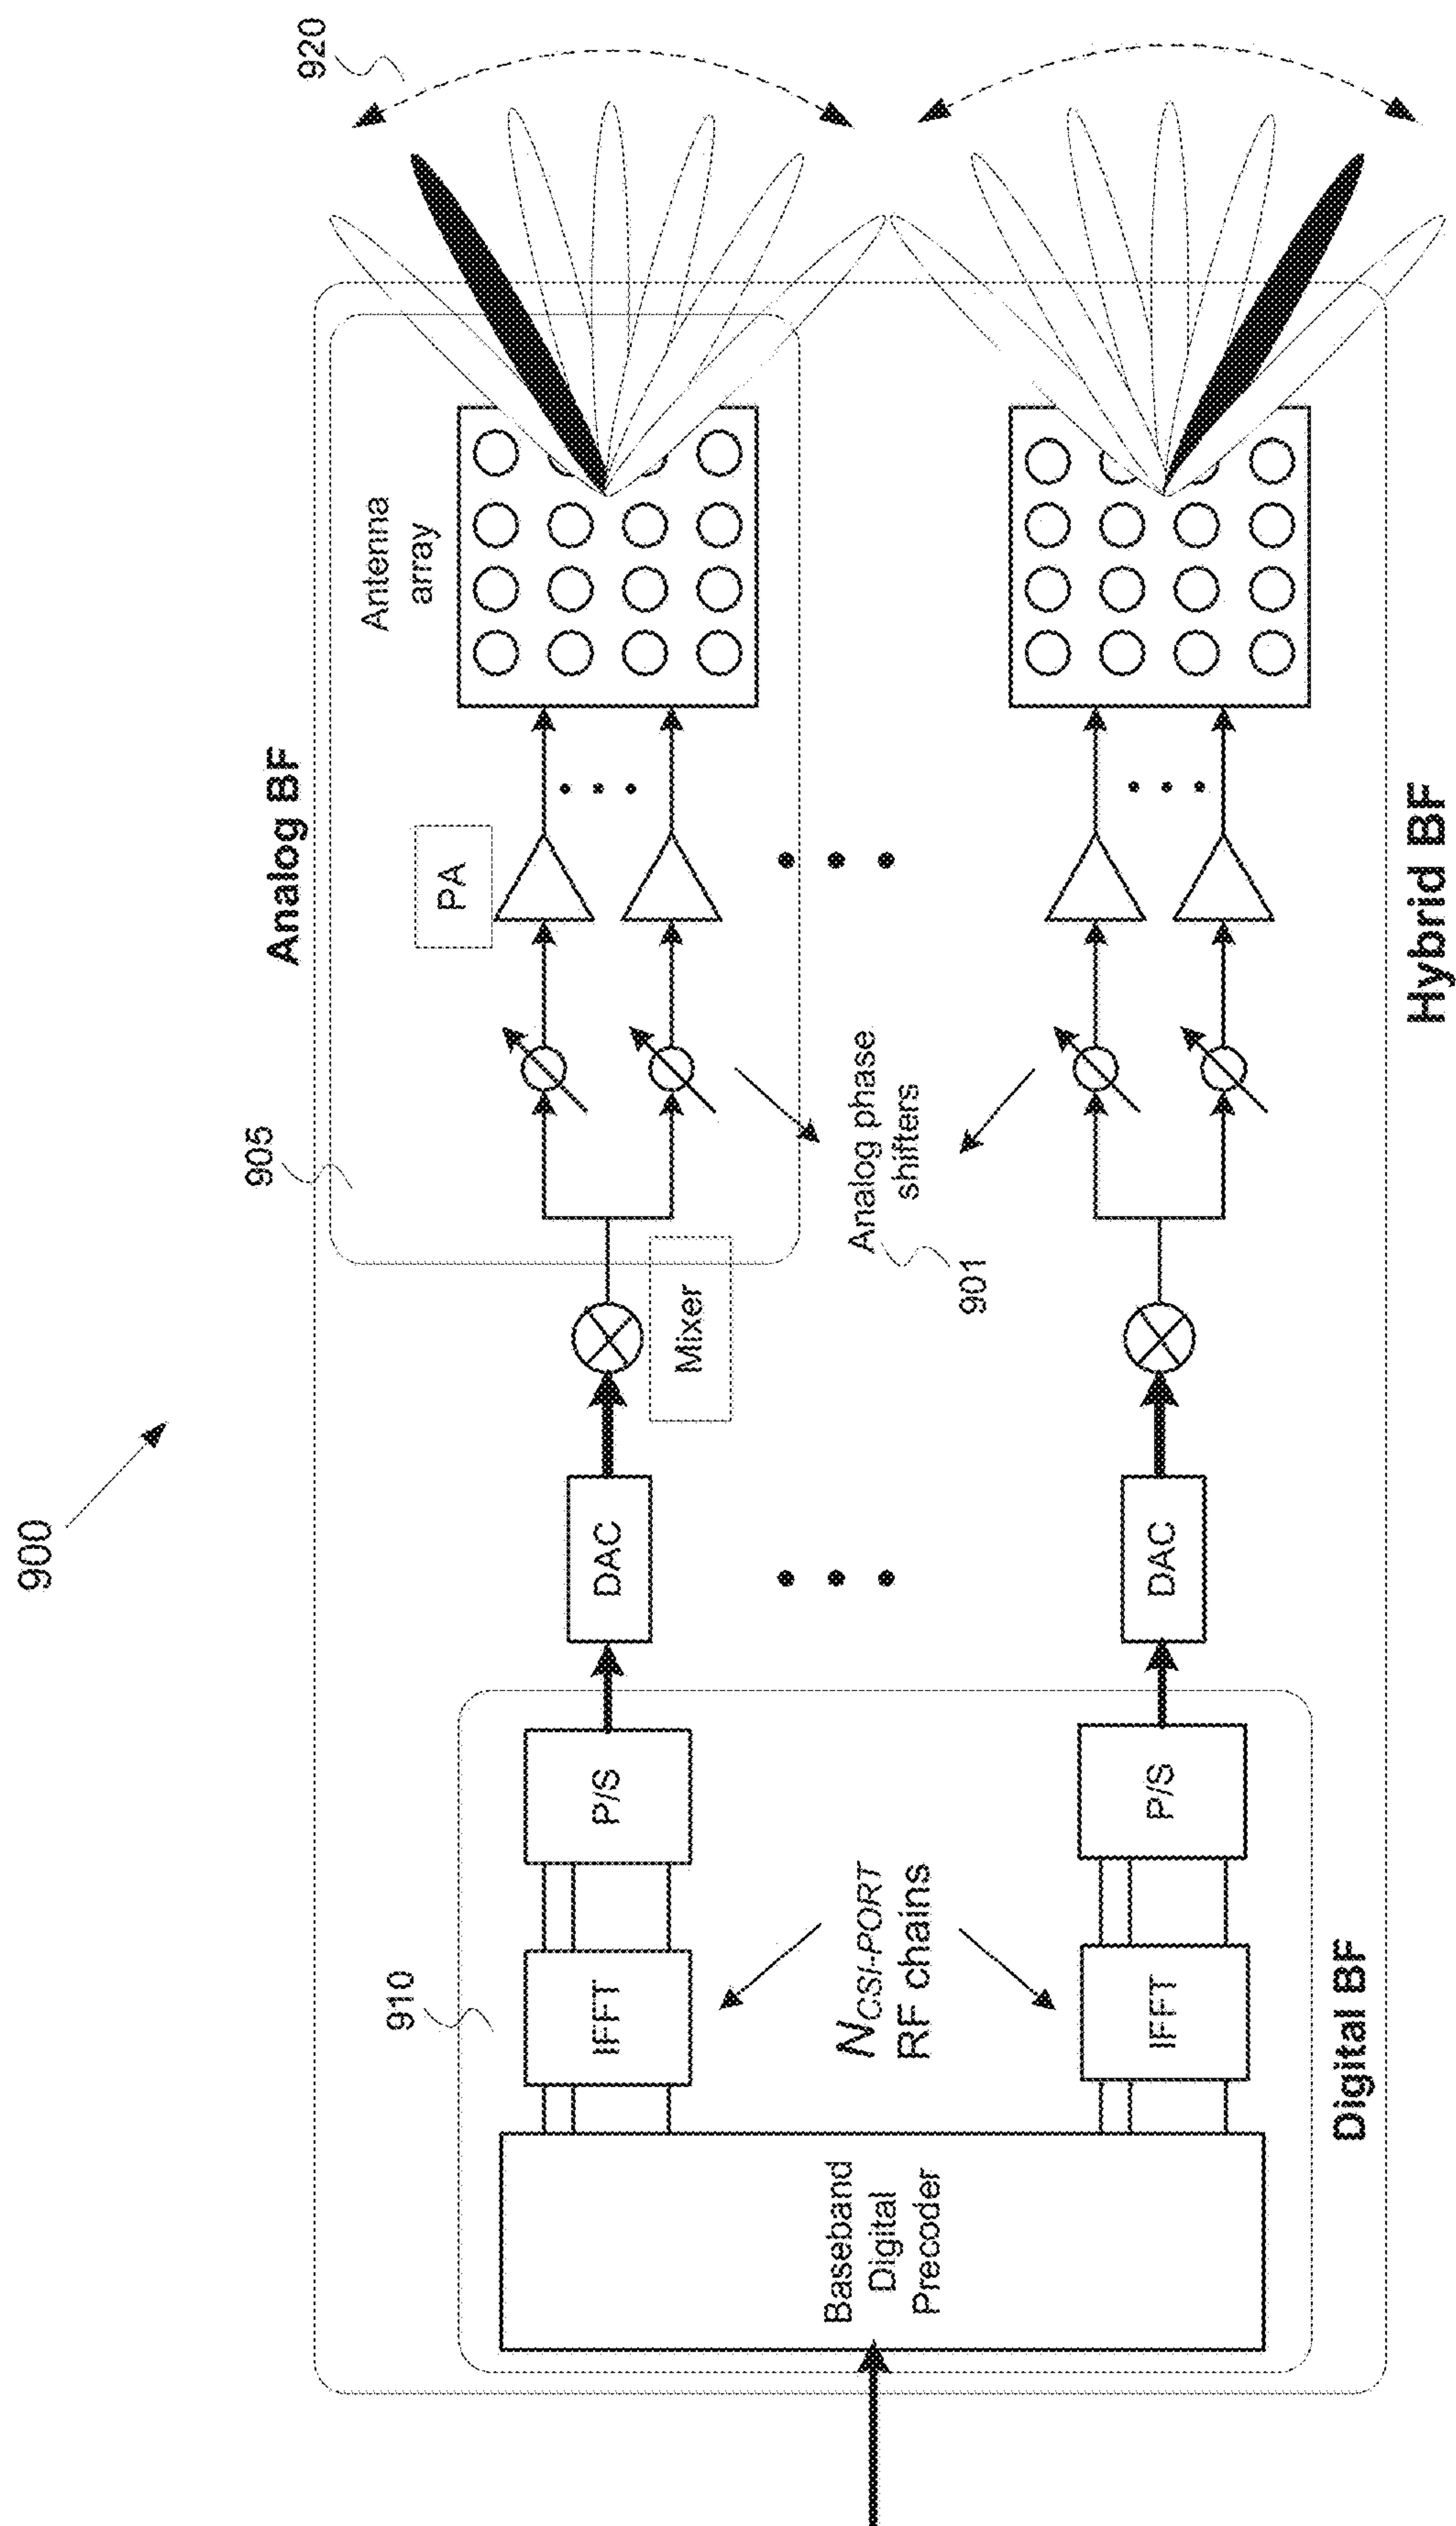 900
920
Analog BF
905
Antenna
array
PA
Mixer
Analog phase
shifters
901
DAC
DAC
910
P/S
IFFT
N_CSI-PORT
RF chains
Baseband
Digital
Precoder
P/S
IFFT
Digital BF
Hybrid BF